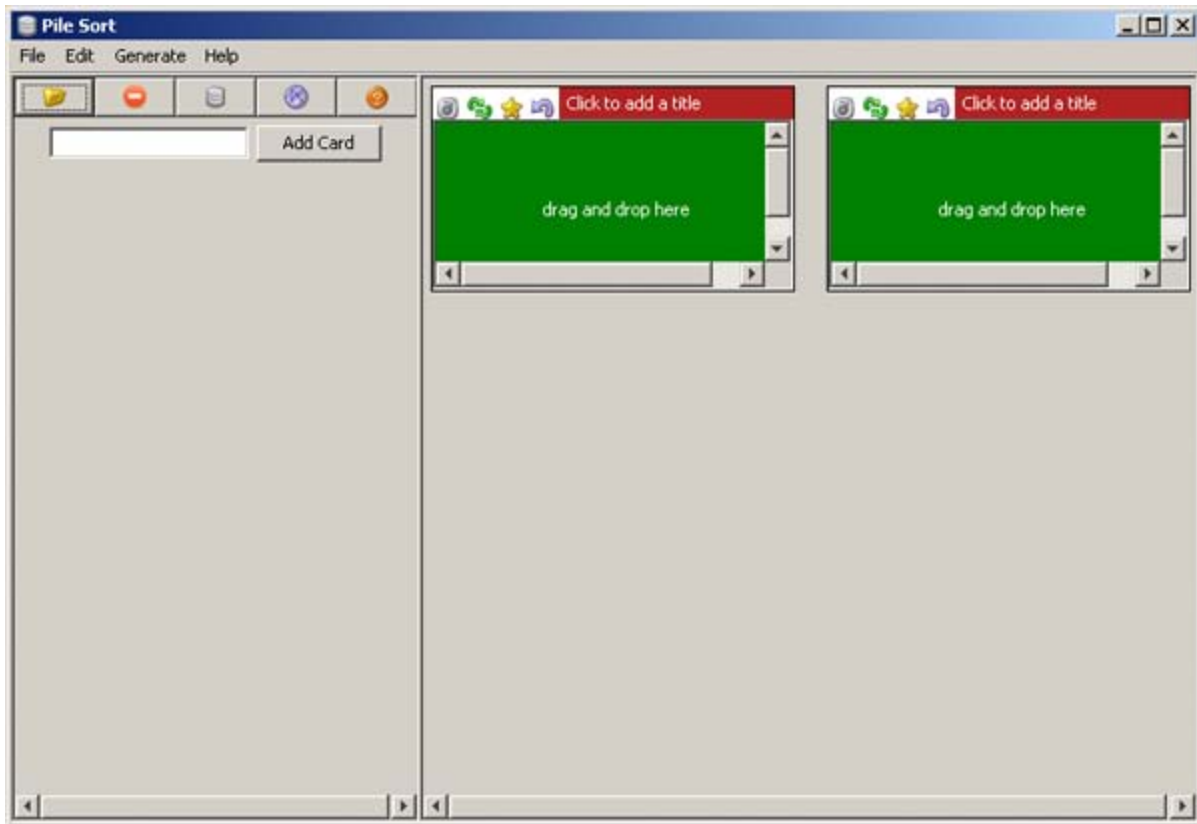 Pile Sort
File Edit Generate Help
Add Card
Click to add a title
drag and drop here
Click to add a title
drag and drop here